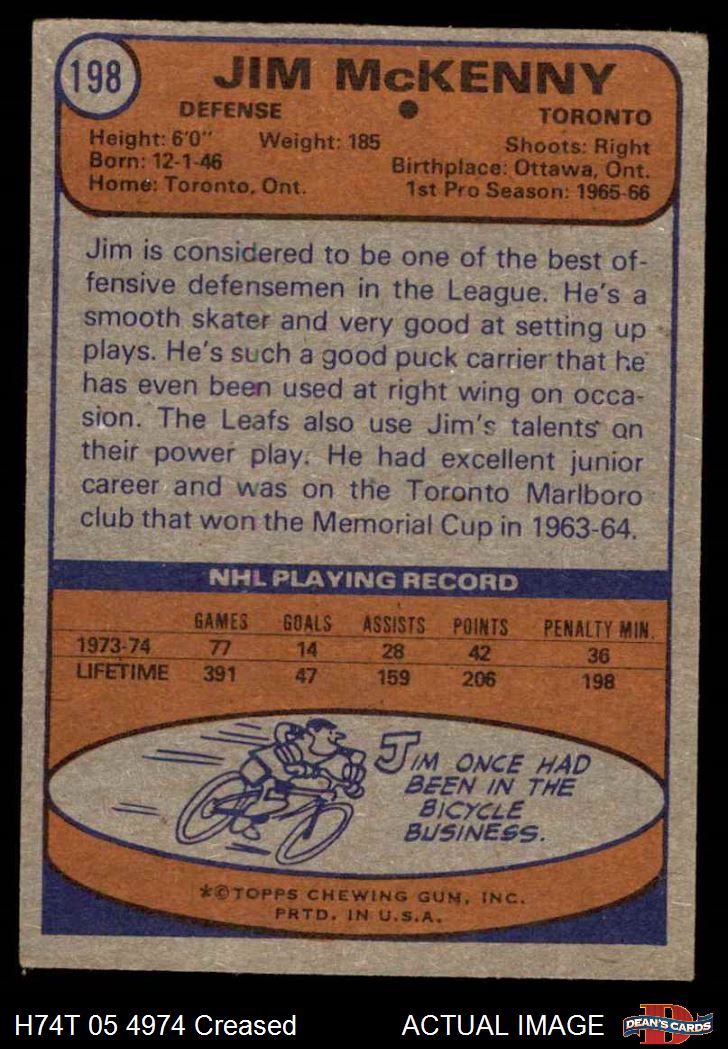 198
JIM McKENNY
DEFENSE
TORONTO
Height: 6'0" Weight: 185
Shoots: Right
Born: 12-1-46
Birthplace: Ottawa, Ont.
Home: Toronto, Ont.
1st Pro Season: 1965-66
Jim is considered to be one of the best of-
fensive defensemen in the League. He's a
smooth skater and very good at setting up
plays. He's such a good puck carrier that he
has even been used at right wing on occa-
sion. The Leafs also use Jim's talents on
their power play. He had excellent junior
career and was on the Toronto Marlboro
club that won the Memorial Cup in 1963-64.
NHL PLAYING RECORD
GAMES GOALS ASSISTS POINTS PENALTY MIN.
1973-74 77 14 28 42 36
LIFETIME 391 47 159 206 198
JIM ONCE HAD
BEEN IN THE
BICYCLE
BUSINESS.
*©TOPPS CHEWING GUM, INC.
PRTD. IN U.S.A.
H74T 05 4974 Creased
ACTUAL IMAGE
D
DEAN'S CARDS